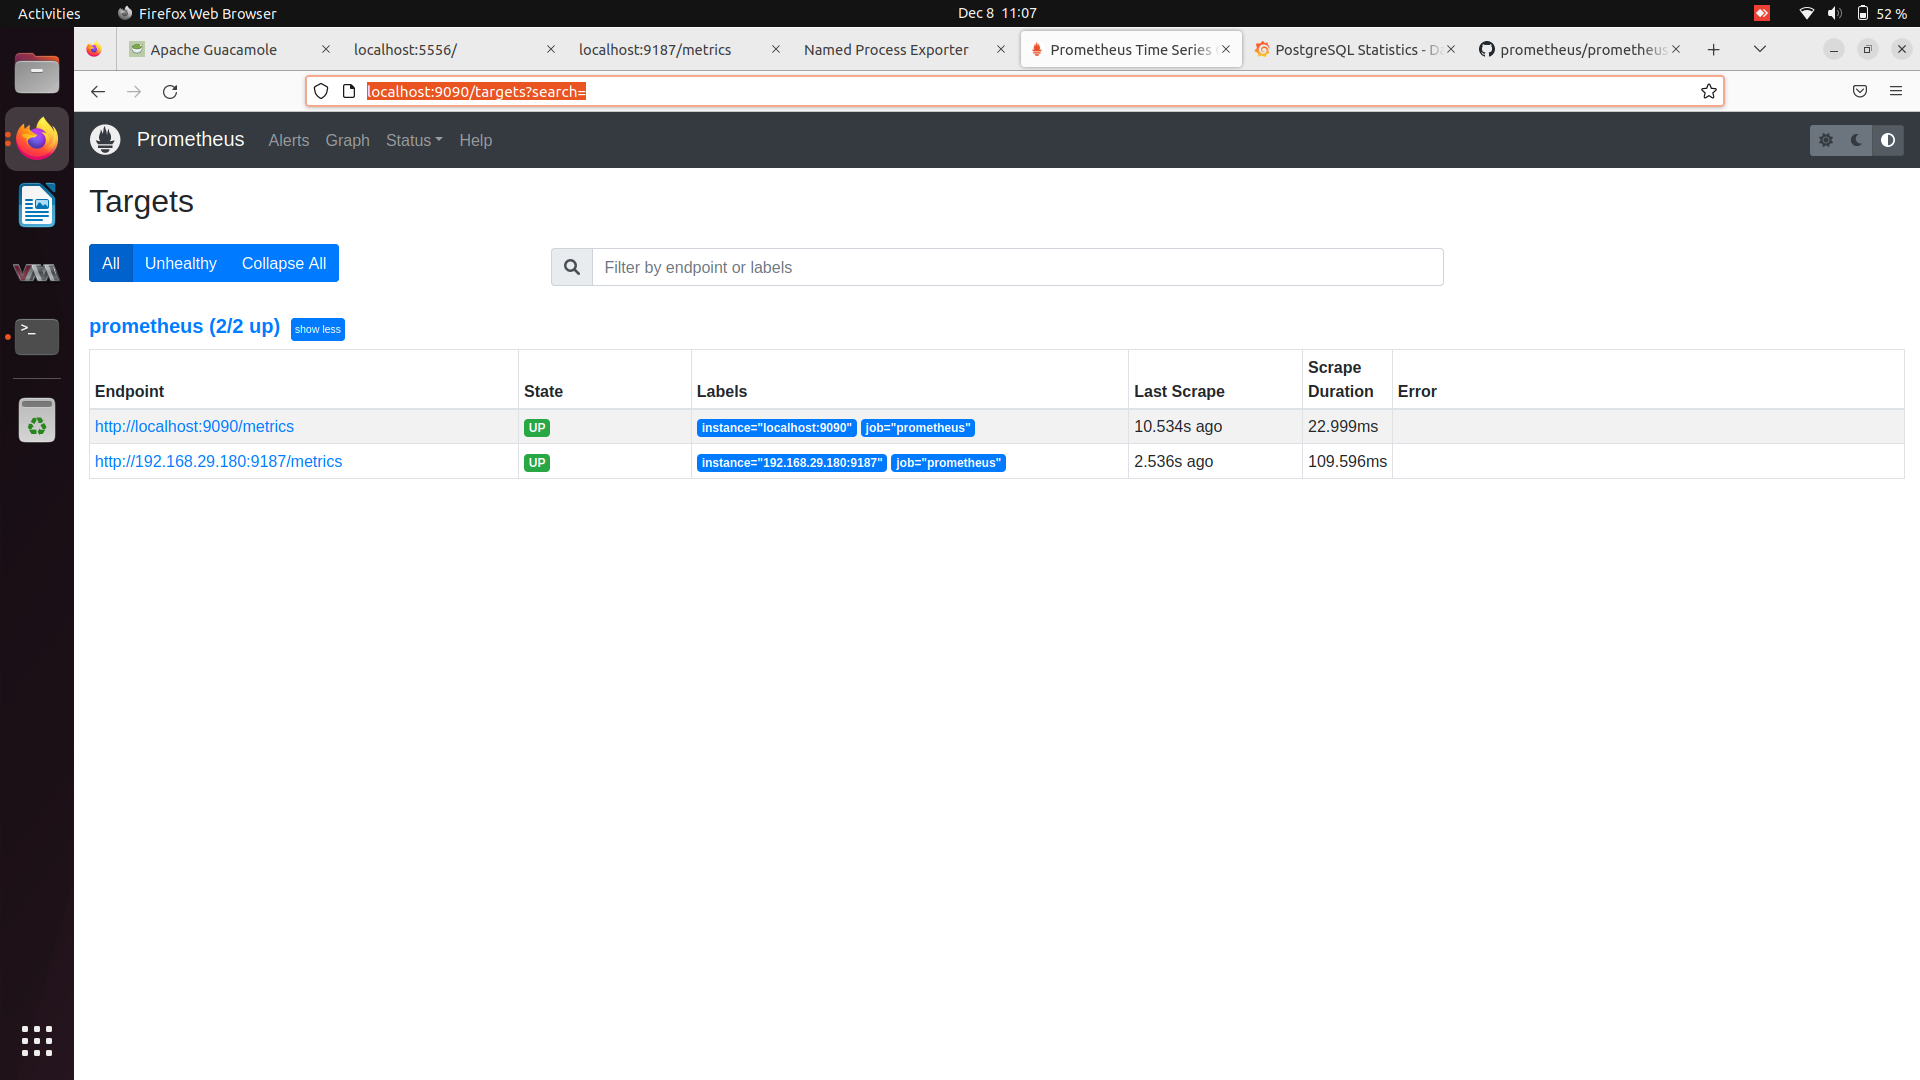 Activities Firefox Web Browser Dec 8 11:07 52 %
Apache Guacamole localhost:5556/ localhost:9187/metrics Named Process Exporter Prometheus Time Series PostgreSQL Statistics - prometheus/prometheus
localhost:9090/targets?search=
Prometheus Alerts Graph Status Help
Targets
All Unhealthy Collapse All Filter by endpoint or labels
prometheus (2/2 up) show less
Endpoint State Labels Last Scrape Scrape Duration Error
http://localhost:9090/metrics UP instance="localhost:9090" job="prometheus" 10.534s ago 22.999ms
http://192.168.29.180:9187/metrics UP instance="192.168.29.180:9187" job="prometheus" 2.536s ago 109.596ms